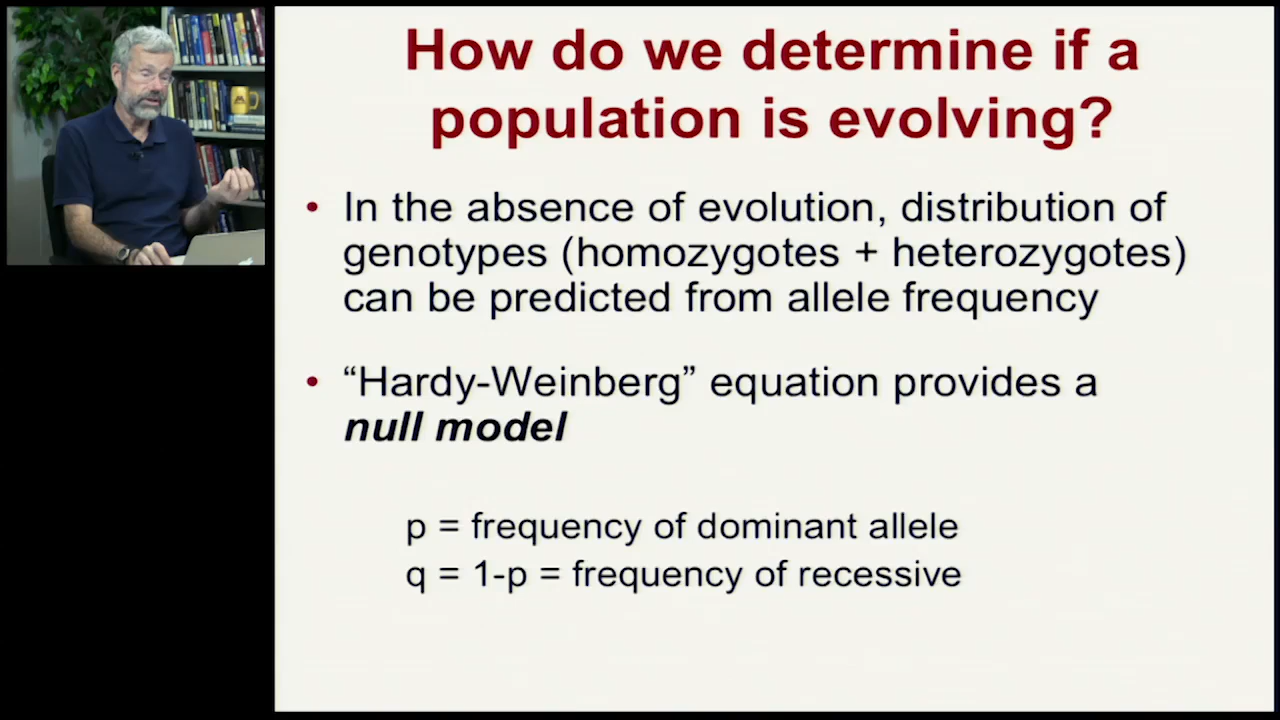 How do we determine if a
population is evolving?
• In the absence of evolution, distribution of
genotypes (homozygotes + heterozygotes)
can be predicted from allele frequency
• “Hardy-Weinberg” equation provides a
null model
p = frequency of dominant allele
q = 1-p = frequency of recessive